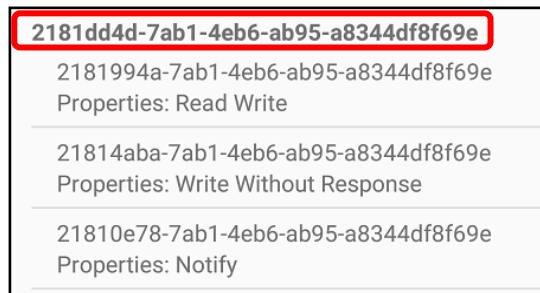 2181dd4d-7ab1-4eb6-ab95-a8344df8f69e
2181994a-7ab1-4eb6-ab95-a8344df8f69e
Properties: Read Write
21814aba-7ab1-4eb6-ab95-a8344df8f69e
Properties: Write Without Response
21810e78-7ab1-4eb6-ab95-a8344df8f69e
Properties: Notify